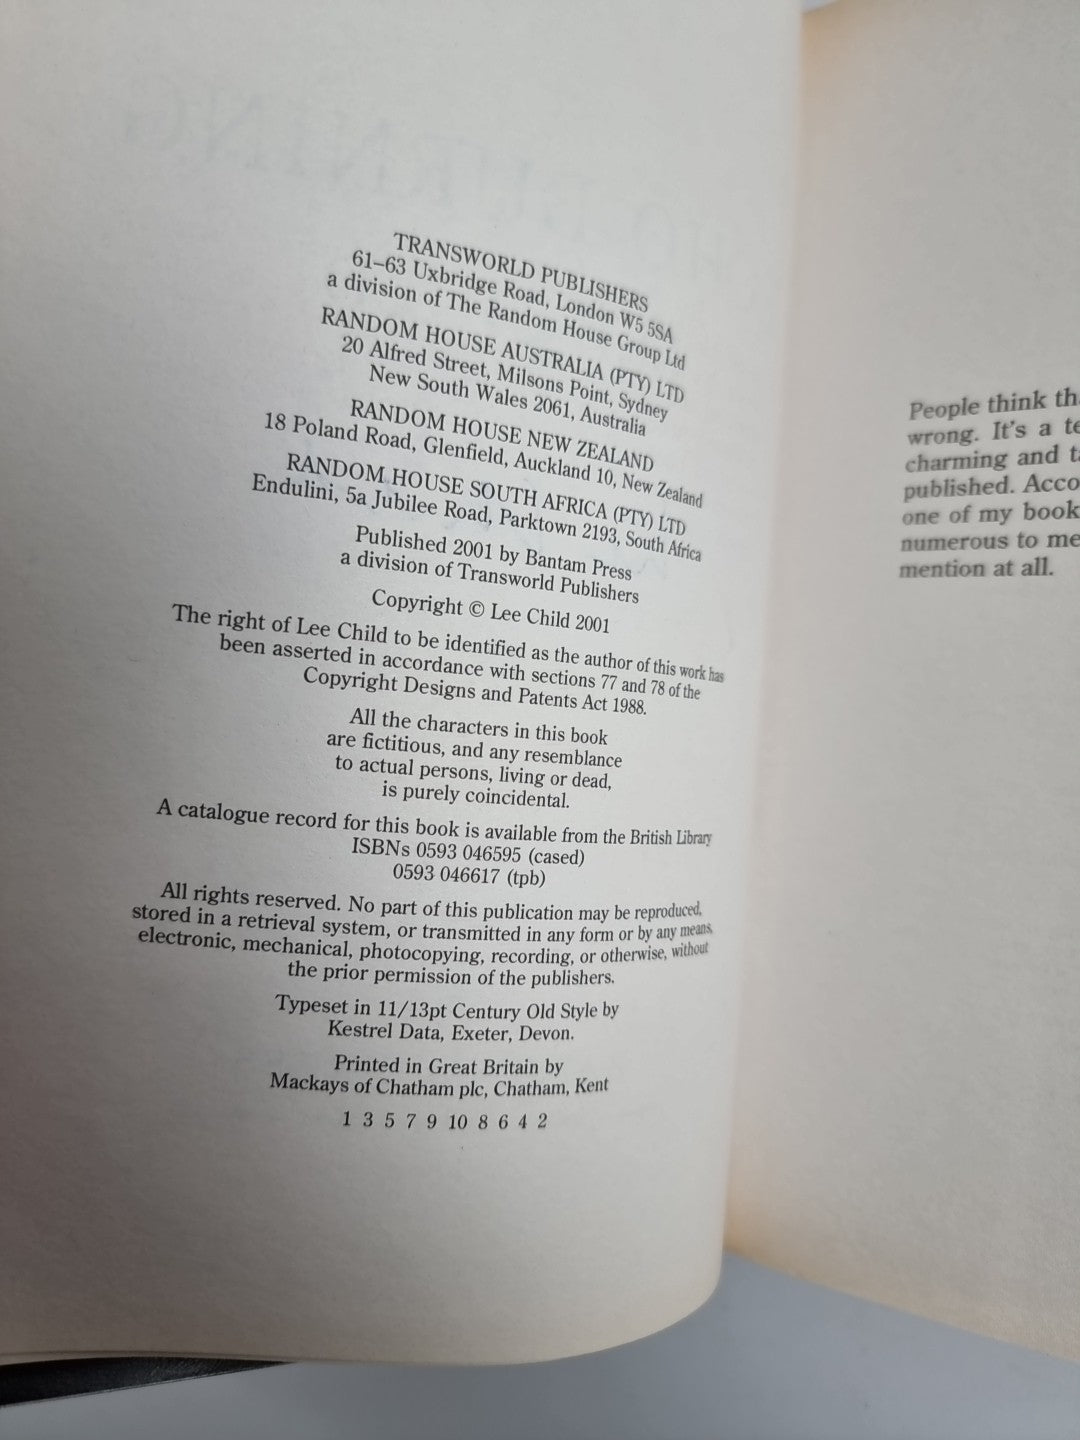 TRANSWORLD PUBLISHERS
61–63 Uxbridge Road, London W5 5SA
a division of The Random House Group Ltd
RANDOM HOUSE AUSTRALIA (PTY) LTD
20 Alfred Street, Milsons Point, Sydney
New South Wales 2061, Australia
RANDOM HOUSE NEW ZEALAND
18 Poland Road, Glenfield, Auckland 10, New Zealand
RANDOM HOUSE SOUTH AFRICA (PTY) LTD
Endulini, 5a Jubilee Road, Parktown 2193, South Africa
Published 2001 by Bantam Press
a division of Transworld Publishers
Copyright © Lee Child 2001
The right of Lee Child to be identified as the author of this work has
been asserted in accordance with sections 77 and 78 of the
Copyright Designs and Patents Act 1988.
All the characters in this book
are fictitious, and any resemblance
to actual persons, living or dead,
is purely coincidental.
A catalogue record for this book is available from the British Library
ISBNs 0593 046595 (cased)
0593 046617 (tpb)
All rights reserved. No part of this publication may be reproduced,
stored in a retrieval system, or transmitted in any form or by any means,
electronic, mechanical, photocopying, recording, or otherwise, without
the prior permission of the publishers.
Typeset in 11/13pt Century Old Style by
Kestrel Data, Exeter, Devon.
Printed in Great Britain by
Mackays of Chatham plc, Chatham, Kent
1 3 5 7 9 10 8 6 4 2
People think
wrong. It's a
charming and
published.
one of my book
numerous to me
mention at all.